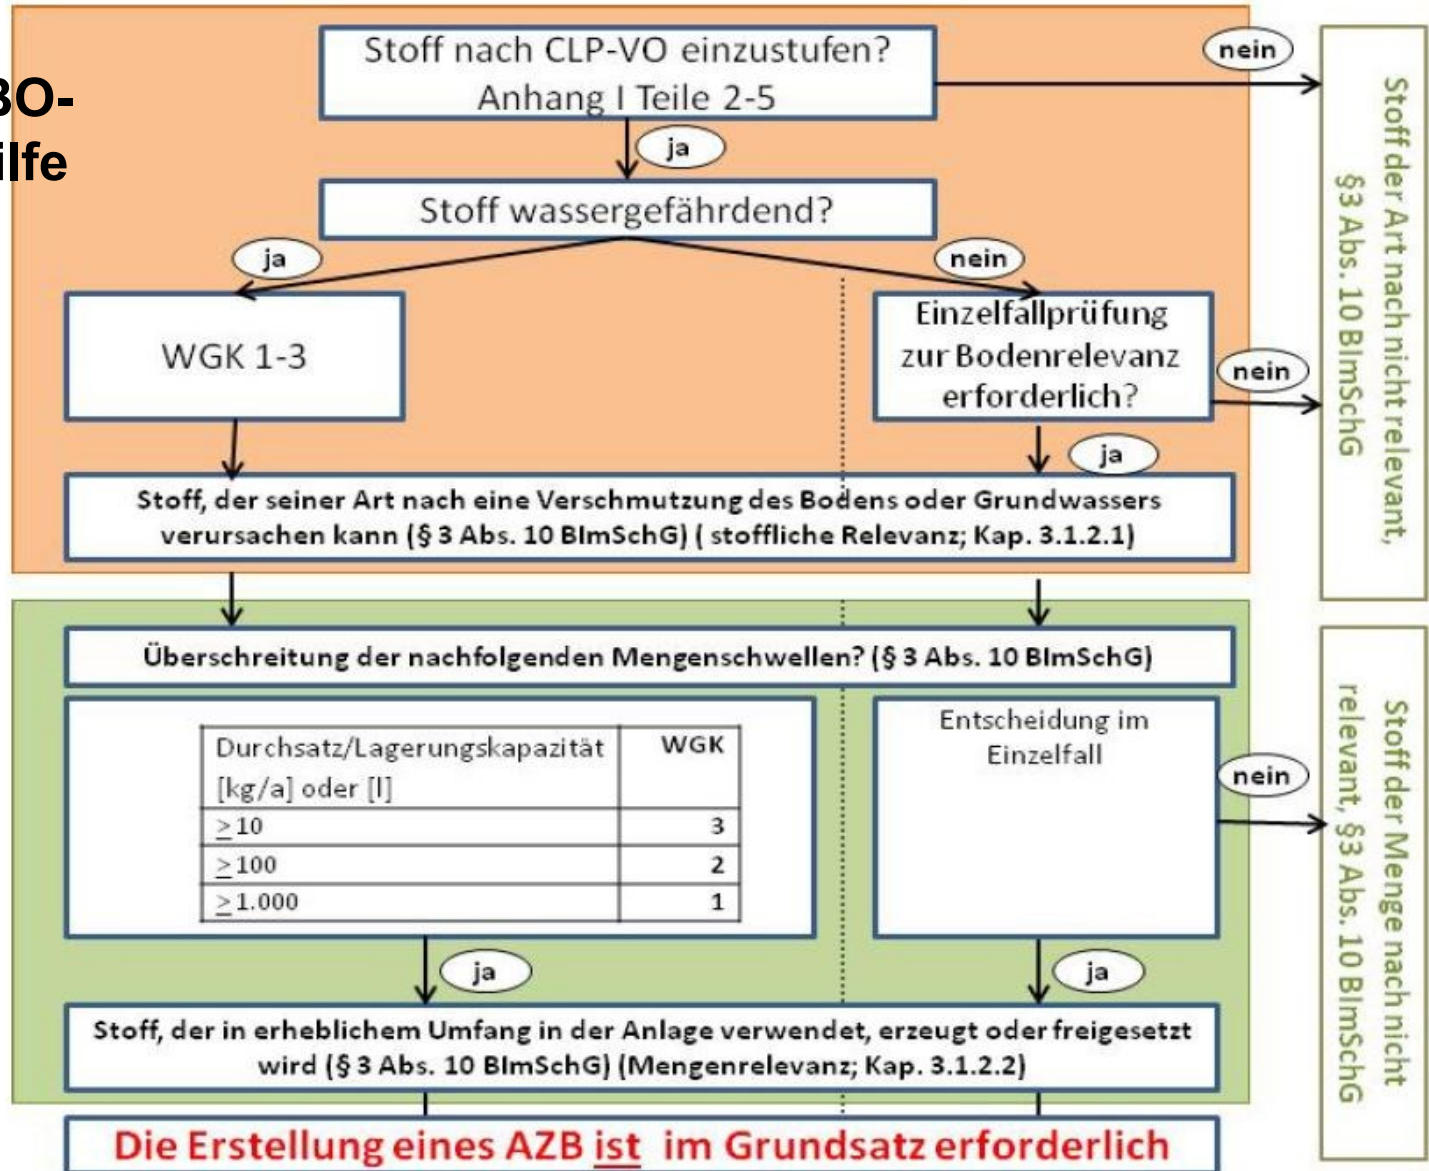 Stoff nach CLP-VO einzustufen?
Anhang I Teile 2-5
nein
BO-
ilfe
ja
Stoff wassergefährdend?
ja
nein
WGK 1-3
Einzelfallprüfung
zur Bodenrelevanz
erforderlich?
nein
ja
Stoff der Art nach nicht relevant,
§3 Abs. 10 BImSchG
Stoff, der seiner Art nach eine Verschmutzung des Bodens oder Grundwassers
verursachen kann (§ 3 Abs. 10 BImSchG) ( stoffliche Relevanz; Kap. 3.1.2.1)
Überschreitung der nachfolgenden Mengenschwellen? (§ 3 Abs. 10 BImSchG)
Durchsatz/Lagerungskapazität WGK
[kg/a] oder [l]
≥ 10 3
≥ 100 2
≥ 1.000 1
Entscheidung im
Einzelfall
nein
Stoff der Menge nach nicht
relevant, §3 Abs. 10 BImSchG
ja
ja
Stoff, der in erheblichem Umfang in der Anlage verwendet, erzeugt oder freigesetzt
wird (§ 3 Abs. 10 BImSchG) (Mengenrelevanz; Kap. 3.1.2.2)
Die Erstellung eines AZB ist im Grundsatz erforderlich